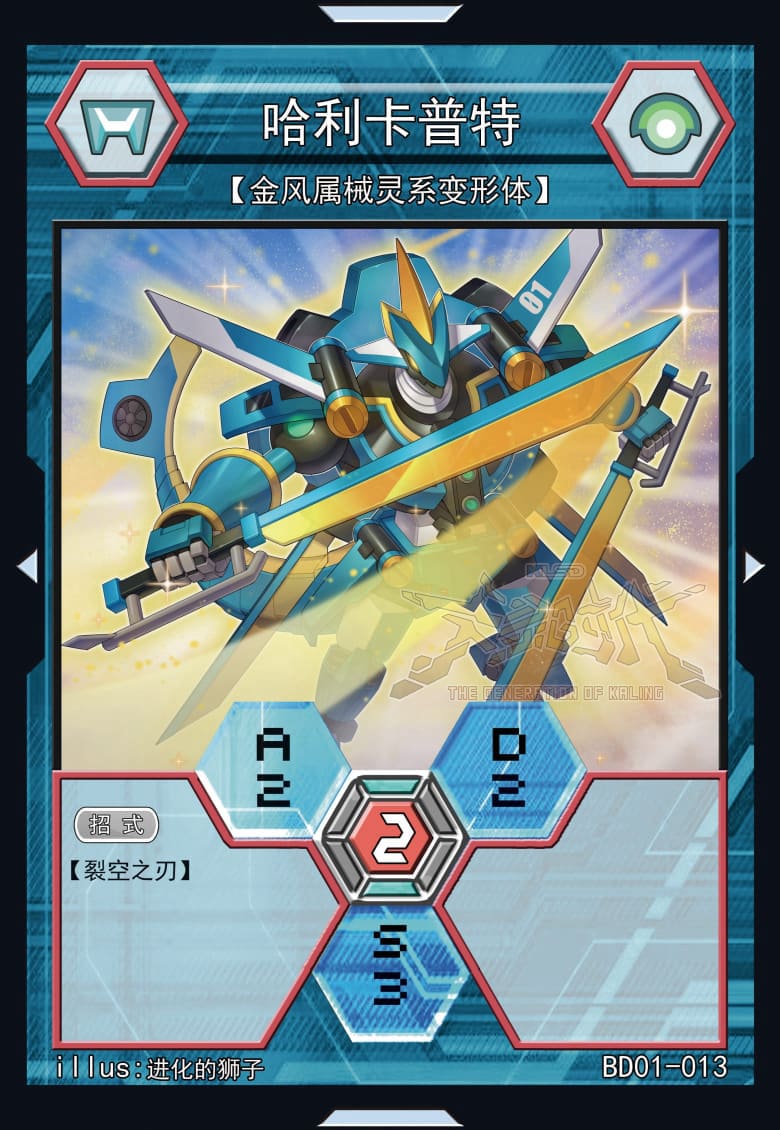 哈利卡普特
【金风属械灵系变形体】
01
KLSD
THE GENERATION OF KALING
A
2
D
2
2
招式
【裂空之刃】
S
3
illus:进化的狮子
BD01-013